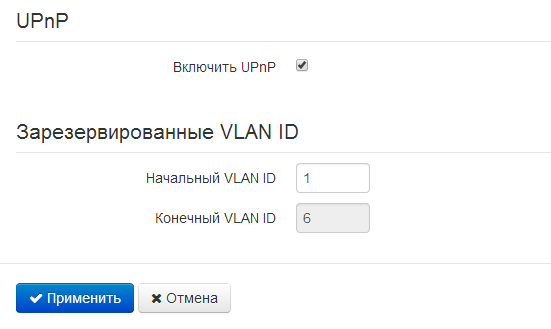 UPnP
Включить UPnP
Зарезервированные VLAN ID
Начальный VLAN ID 1
Конечный VLAN ID 6
Применить Отмена